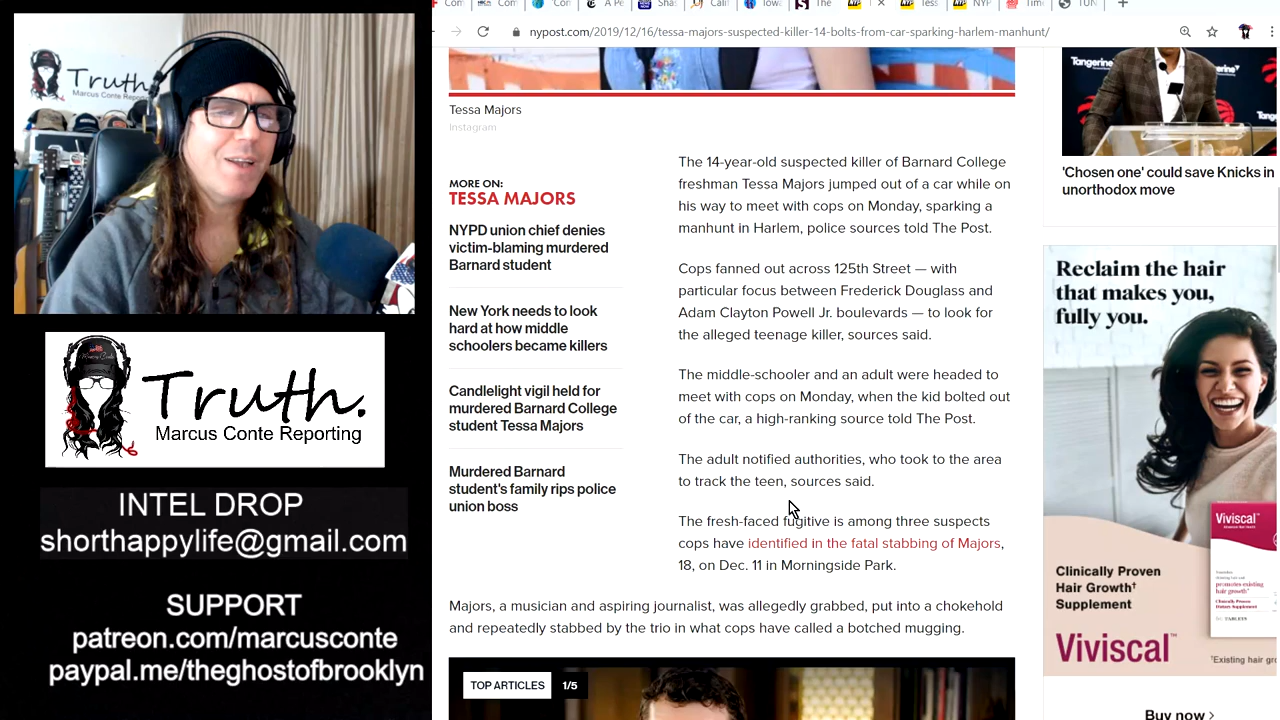 Truth.
Marcus Conte Reporting
Truth.
Marcus Conte Reporting
INTEL DROP
shorthappylife@gmail.com
SUPPORT
patreon.com/marcusconte
paypal.me/theghostofbrooklyn
nypost.com/2019/12/16/tessa-majors-suspected-killer-14-bolts-from-car-sparking-harlem-manhunt/
Tessa Majors
Instagram
MORE ON:
TESSA MAJORS
NYPD union chief denies
victim-blaming murdered
Barnard student
New York needs to look
hard at how middle
schoolers became killers
Candlelight vigil held for
murdered Barnard College
student Tessa Majors
Murdered Barnard
student's family rips police
union boss
The 14-year-old suspected killer of Barnard College
freshman Tessa Majors jumped out of a car while on
his way to meet with cops on Monday, sparking a
manhunt in Harlem, police sources told The Post.
Cops fanned out across 125th Street — with
particular focus between Frederick Douglass and
Adam Clayton Powell Jr. boulevards — to look for
the alleged teenage killer, sources said.
The middle-schooler and an adult were headed to
meet with cops on Monday, when the kid bolted out
of the car, a high-ranking source told The Post.
The adult notified authorities, who took to the area
to track the teen, sources said.
The fresh-faced fugitive is among three suspects
cops have identified in the fatal stabbing of Majors,
18, on Dec. 11 in Morningside Park.
Majors, a musician and aspiring journalist, was allegedly grabbed, put into a chokehold
and repeatedly stabbed by the trio in what cops have called a botched mugging.
TOP ARTICLES 1/5
Tangerine
'Chosen one' could save Knicks in
unorthodox move
Reclaim the hair
that makes you,
fully you.
Viviscal
Clinically Proven
Hair Growth†
Supplement
Viviscal
†Existing hair
Buy now